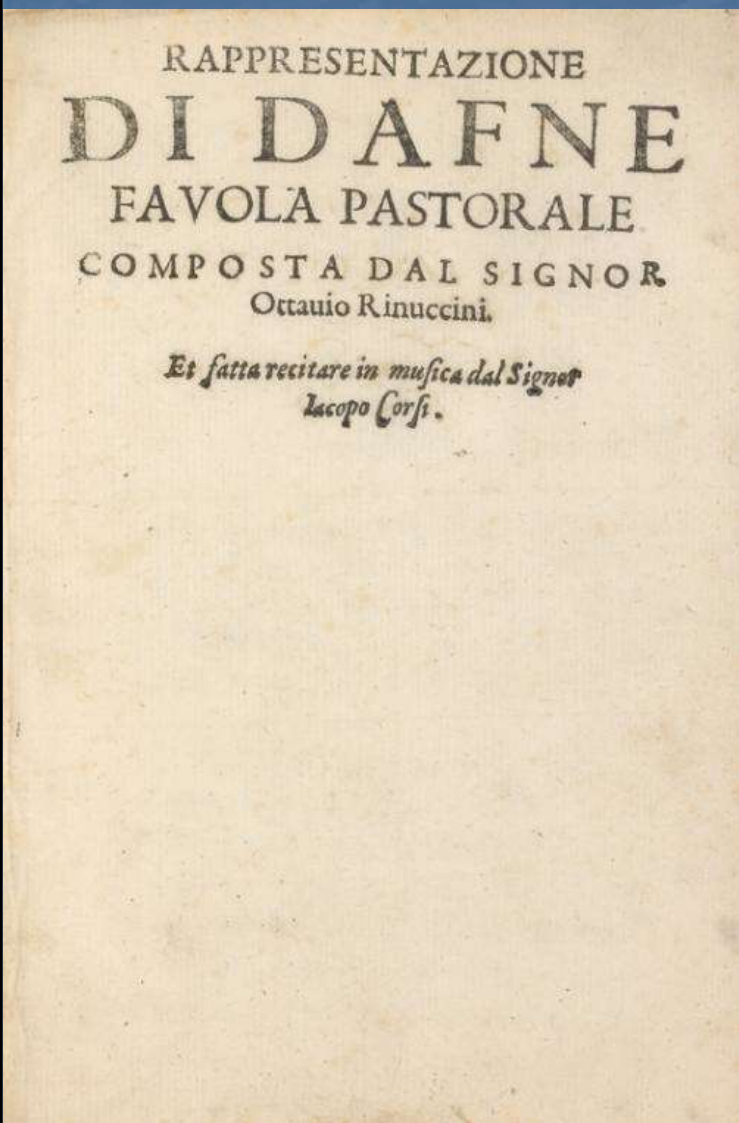 RAPPRESENTAZIONE
DI DAFNE
FAVOLA PASTORALE
COMPOSTA DAL SIGNOR
Ottauio Rinuccini.
Et fatta recitare in muſica dal Signor
Iacopo Corſi.